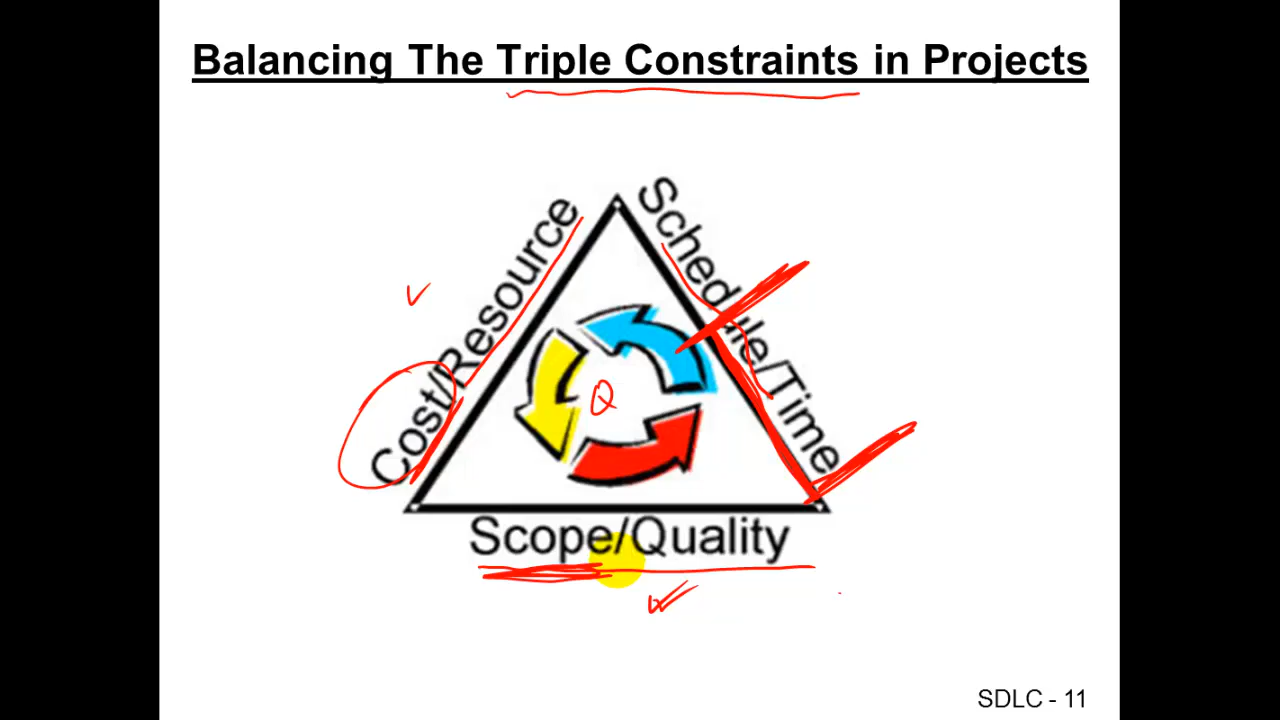 Balancing The Triple Constraints in Projects
Cost/Resource
Schedule/Time
Q
Scope/Quality
SDLC - 11